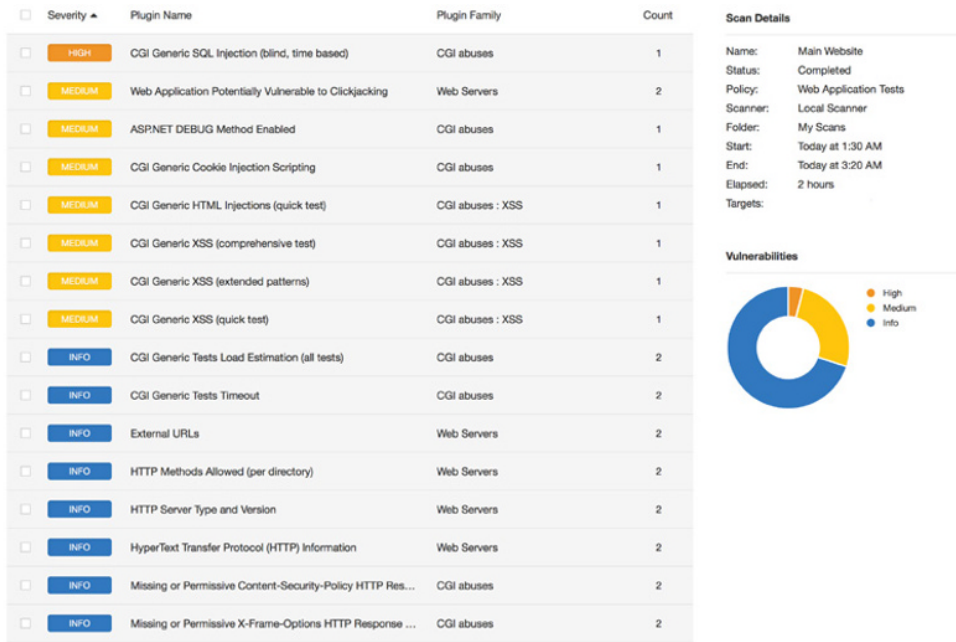 Severity Plugin Name Plugin Family Count
HIGH CGI Generic SQL Injection (blind, time based) CGI abuses 1
MEDIUM Web Application Potentially Vulnerable to Clickjacking Web Servers 2
MEDIUM ASP.NET DEBUG Method Enabled CGI abuses 1
MEDIUM CGI Generic Cookie Injection Scripting CGI abuses 1
MEDIUM CGI Generic HTML Injections (quick test) CGI abuses : XSS 1
MEDIUM CGI Generic XSS (comprehensive test) CGI abuses : XSS 1
MEDIUM CGI Generic XSS (extended patterns) CGI abuses : XSS 1
MEDIUM CGI Generic XSS (quick test) CGI abuses : XSS 1
INFO CGI Generic Tests Load Estimation (all tests) CGI abuses 2
INFO CGI Generic Tests Timeout CGI abuses 2
INFO External URLs Web Servers 2
INFO HTTP Methods Allowed (per directory) Web Servers 2
INFO HTTP Server Type and Version Web Servers 2
INFO HyperText Transfer Protocol (HTTP) Information Web Servers 2
INFO Missing or Permissive Content-Security-Policy HTTP Res... CGI abuses 2
INFO Missing or Permissive X-Frame-Options HTTP Response ... CGI abuses 2
Scan Details
Name: Main Website
Status: Completed
Policy: Web Application Tests
Scanner: Local Scanner
Folder: My Scans
Start: Today at 1:30 AM
End: Today at 3:20 AM
Elapsed: 2 hours
Targets:
Vulnerabilities
High
Medium
Info